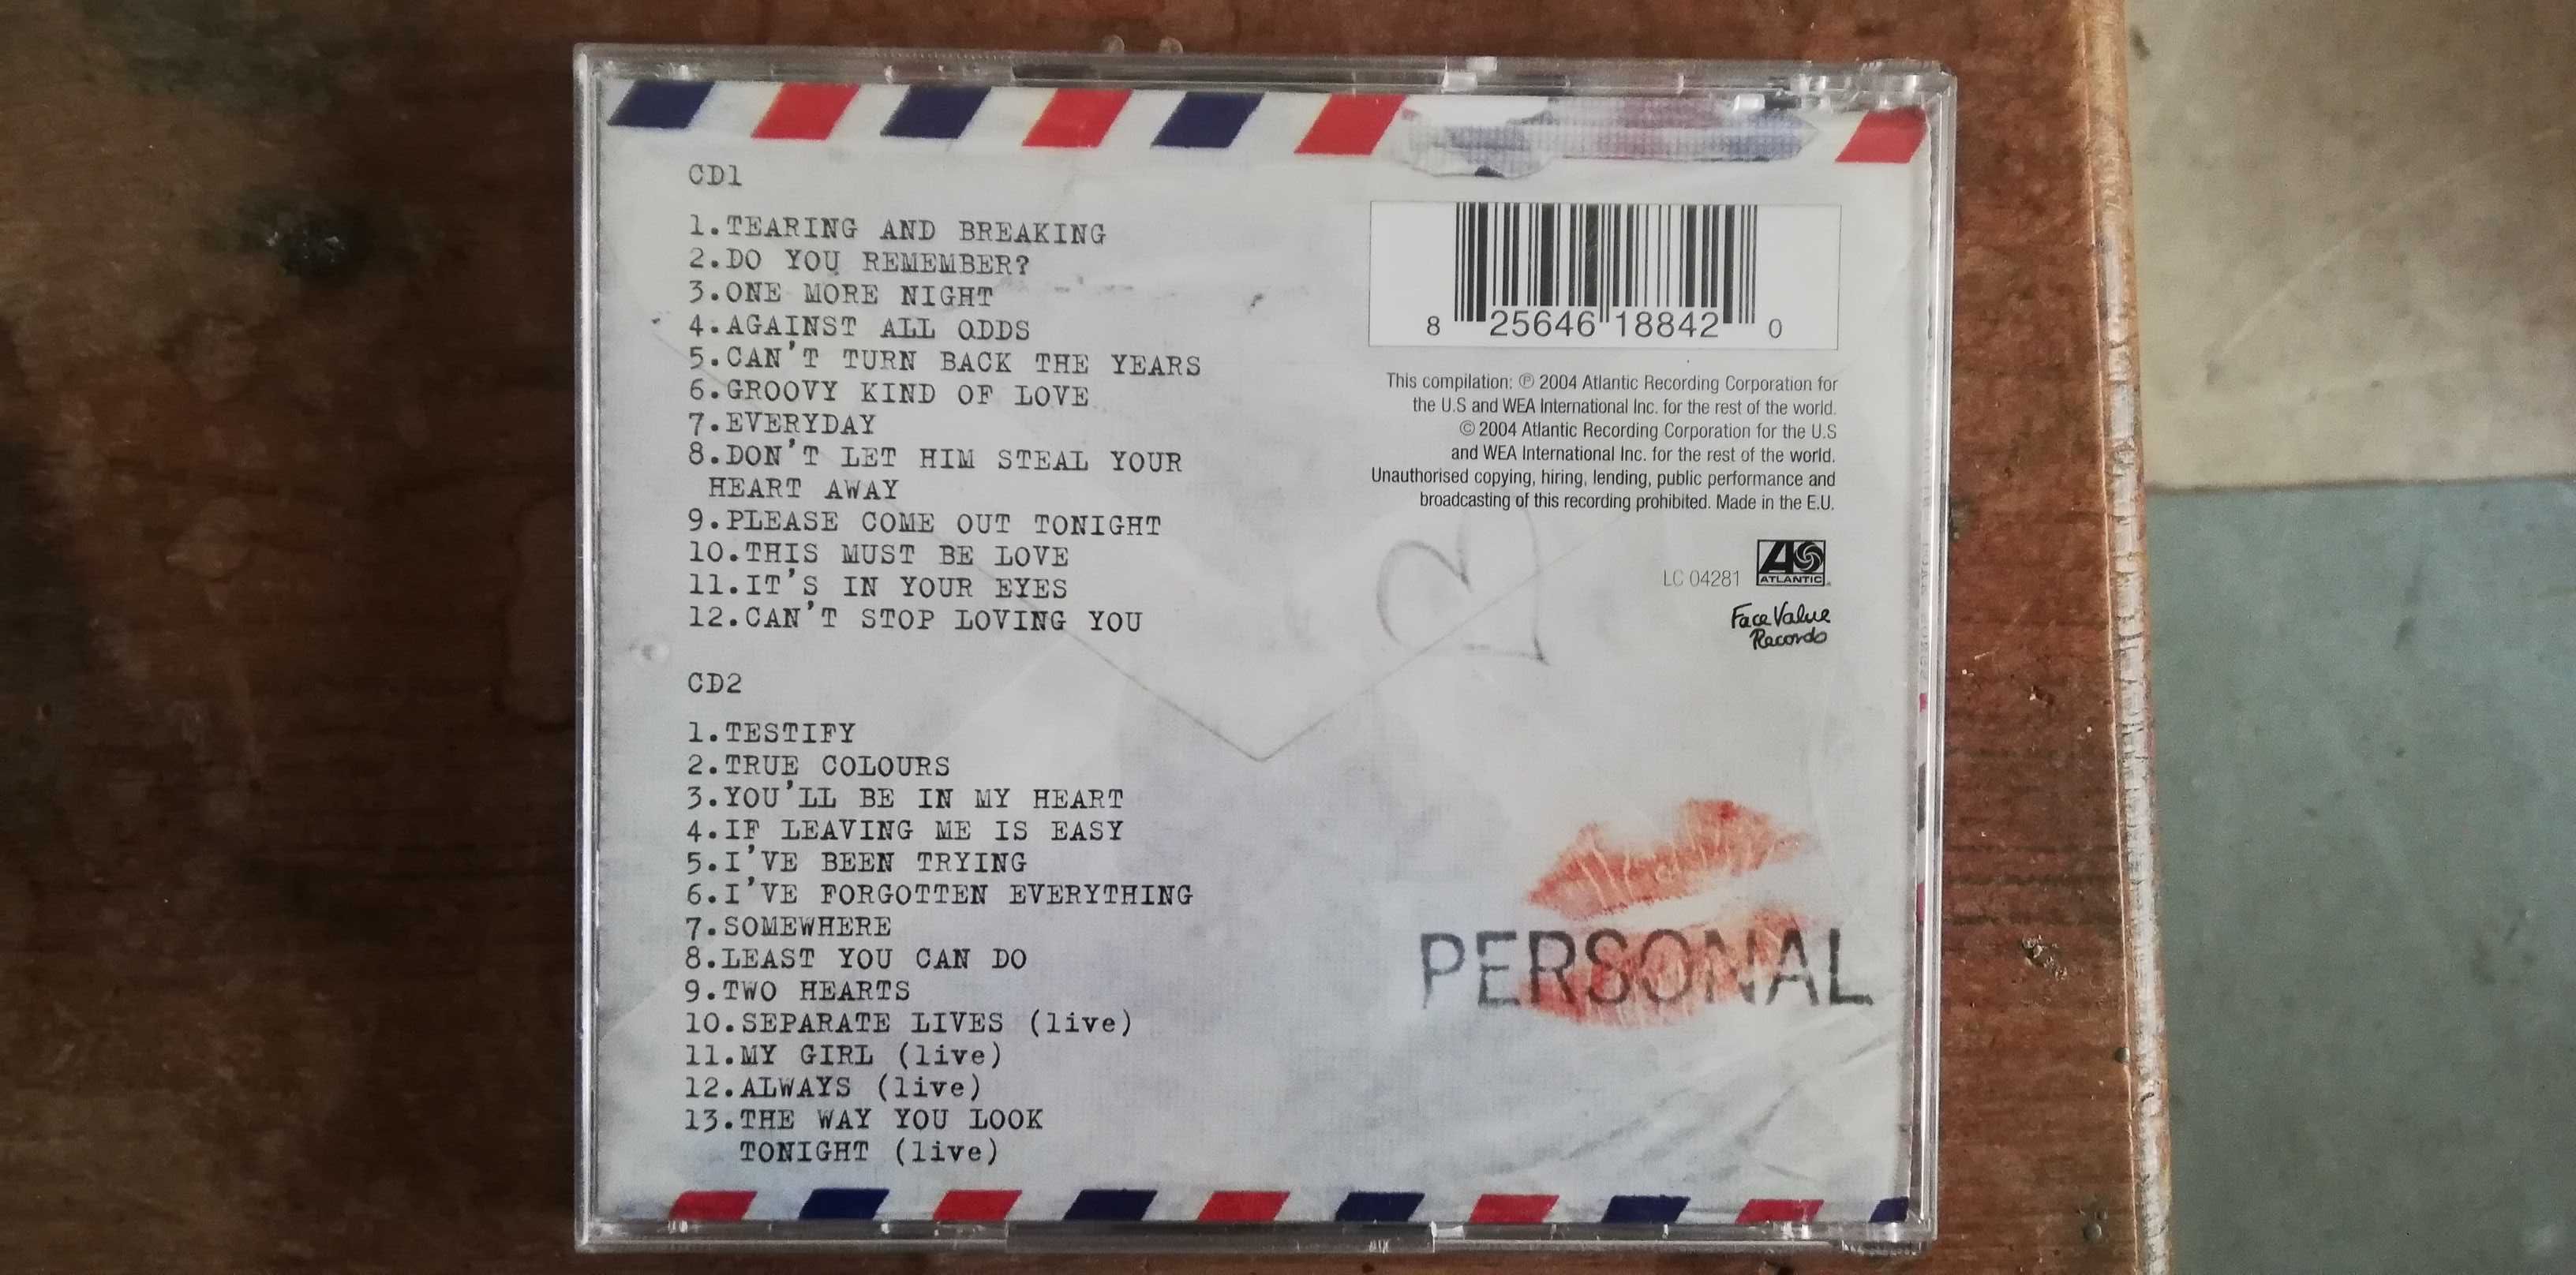 CD1
1.TEARING AND BREAKING
2.DO YOU REMEMBER?
3.ONE MORE NIGHT
4.AGAINST ALL ODDS
5.CAN'T TURN BACK THE YEARS
6.GROOVY KIND OF LOVE
7.EVERYDAY
8.DON'T LET HIM STEAL YOUR
HEART AWAY
9.PLEASE COME OUT TONIGHT
10.THIS MUST BE LOVE
11.IT'S IN YOUR EYES
12.CAN'T STOP LOVING YOU
CD2
1.TESTIFY
2.TRUE COLOURS
3.YOU'LL BE IN MY HEART
4.IF LEAVING ME IS EASY
5.I'VE BEEN TRYING
6.I'VE FORGOTTEN EVERYTHING
7.SOMEWHERE
8.LEAST YOU CAN DO
9.TWO HEARTS
10.SEPARATE LIVES (live)
11.MY GIRL (live)
12.ALWAYS (live)
13.THE WAY YOU LOOK
TONIGHT (live)
8 25646 18842 0
This compilation: ℗ 2004 Atlantic Recording Corporation for
the U.S and WEA International Inc. for the rest of the world.
© 2004 Atlantic Recording Corporation for the U.S
and WEA International Inc. for the rest of the world.
Unauthorised copying, hiring, lending, public performance and
broadcasting of this recording prohibited. Made in the E.U.
LC 04281
ATLANTIC
Face Value
Records
PERSONAL